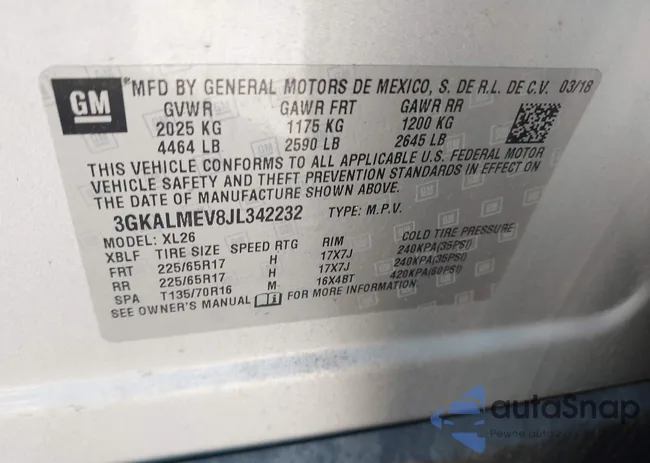 GM
*MFD BY GENERAL MOTORS DE MEXICO, S. DE R.L. DE C.V. 03/18
GVWR GAWR FRT GAWR RR
2025 KG 1175 KG 1200 KG
4464 LB 2590 LB 2645 LB
THIS VEHICLE CONFORMS TO ALL APPLICABLE U.S. FEDERAL MOTOR
VEHICLE SAFETY AND THEFT PREVENTION STANDARDS IN EFFECT ON
THE DATE OF MANUFACTURE SHOWN ABOVE.
3GKALMEV8JL342232 TYPE: M.P.V.
MODEL: XL26
XBLF TIRE SIZE SPEED RTG RIM COLD TIRE PRESSURE
FRT 225/65R17 H 17X7J 240KPA(35PSI)
RR 225/65R17 H 17X7J 240KPA(35PSI)
SPA T135/70R16 M 16X4BT 420KPA(60PSI)
SEE OWNER'S MANUAL FOR MORE INFORMATION.
autoSnap
Pewne auta z